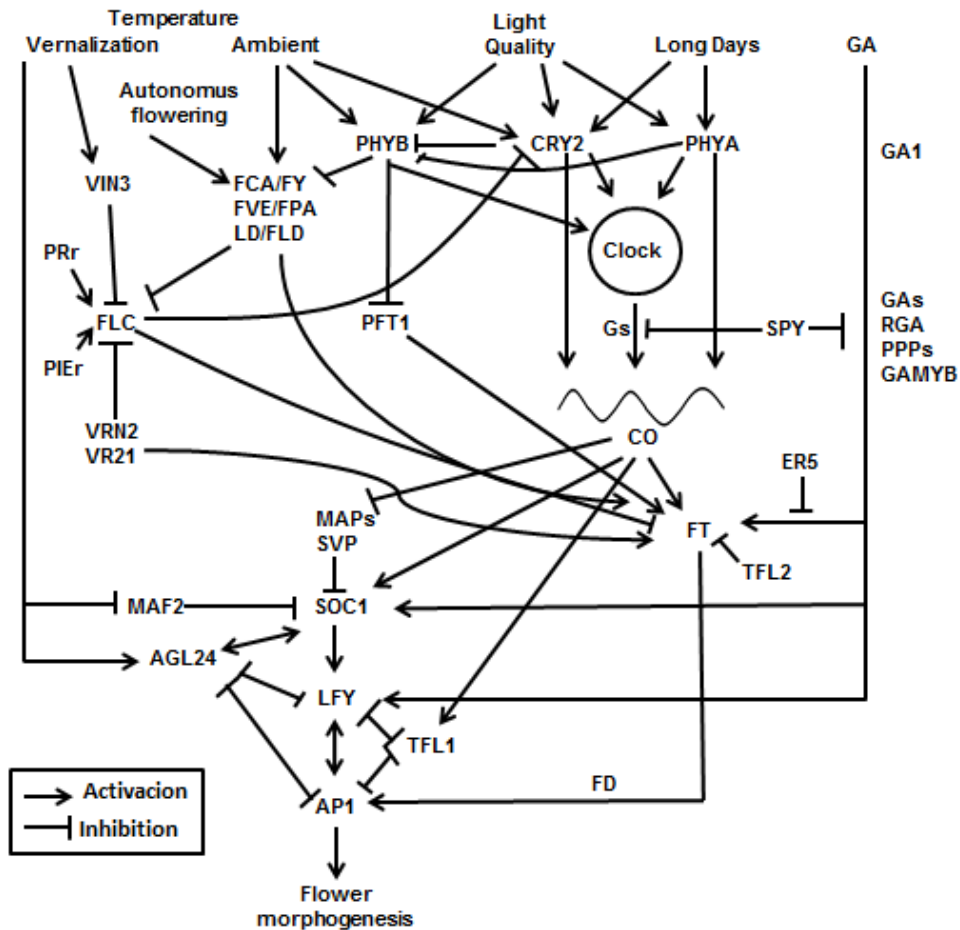 Temperature
Vernalization
Ambient
Light
Quality
Long Days
GA
Autonomus
flowering
PHYB
CRY2
PHYA
GA1
VIN3
FCA/FY
FVE/FPA
LD/FLD
Clock
PRr
FLC
PFT1
Gs
SPY
GAs
RGA
PPPs
GAMYB
PIEr
VRN2
VR21
CO
ER5
MAPs
SVP
FT
TFL2
MAF2
SOC1
AGL24
LFY
TFL1
FD
AP1
Activacion
Inhibition
Flower
morphogenesis